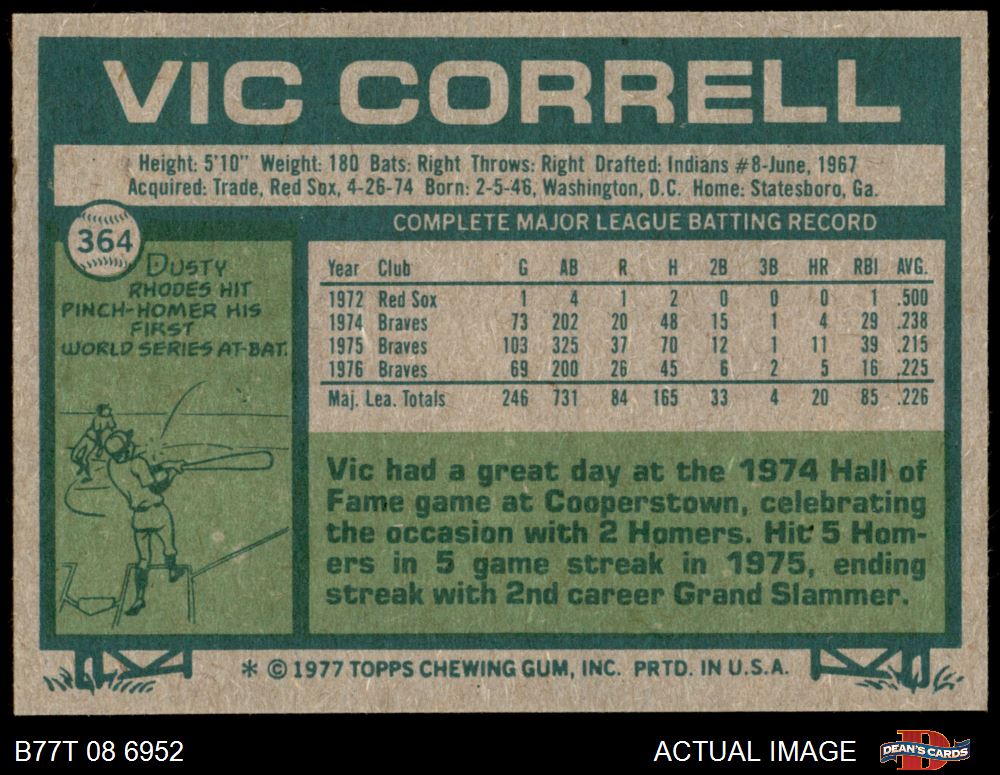 VIC CORRELL
Height: 5'10" Weight: 180 Bats: Right Throws: Right Drafted: Indians #8-June, 1967
Acquired: Trade, Red Sox, 4-26-74 Born: 2-5-46, Washington, D.C. Home: Statesboro, Ga.
364
DUSTY
RHODES HIT
PINCH-HOMER HIS
FIRST
WORLD SERIES AT-BAT.
COMPLETE MAJOR LEAGUE BATTING RECORD
Year Club G AB R H 2B 3B HR RBI AVG.
1972 Red Sox 1 4 1 2 0 0 0 1 .500
1974 Braves 73 202 20 48 15 1 4 29 .238
1975 Braves 103 325 37 70 12 1 11 39 .215
1976 Braves 69 200 26 45 6 2 5 16 .225
Maj. Lea. Totals 246 731 84 165 33 4 20 85 .226
Vic had a great day at the 1974 Hall of
Fame game at Cooperstown, celebrating
the occasion with 2 Homers. Hit 5 Hom-
ers in 5 game streak in 1975, ending
streak with 2nd career Grand Slammer.
* © 1977 TOPPS CHEWING GUM, INC. PRTD. IN U.S.A.
B77T 08 6952
ACTUAL IMAGE
D
DEAN'S CARDS